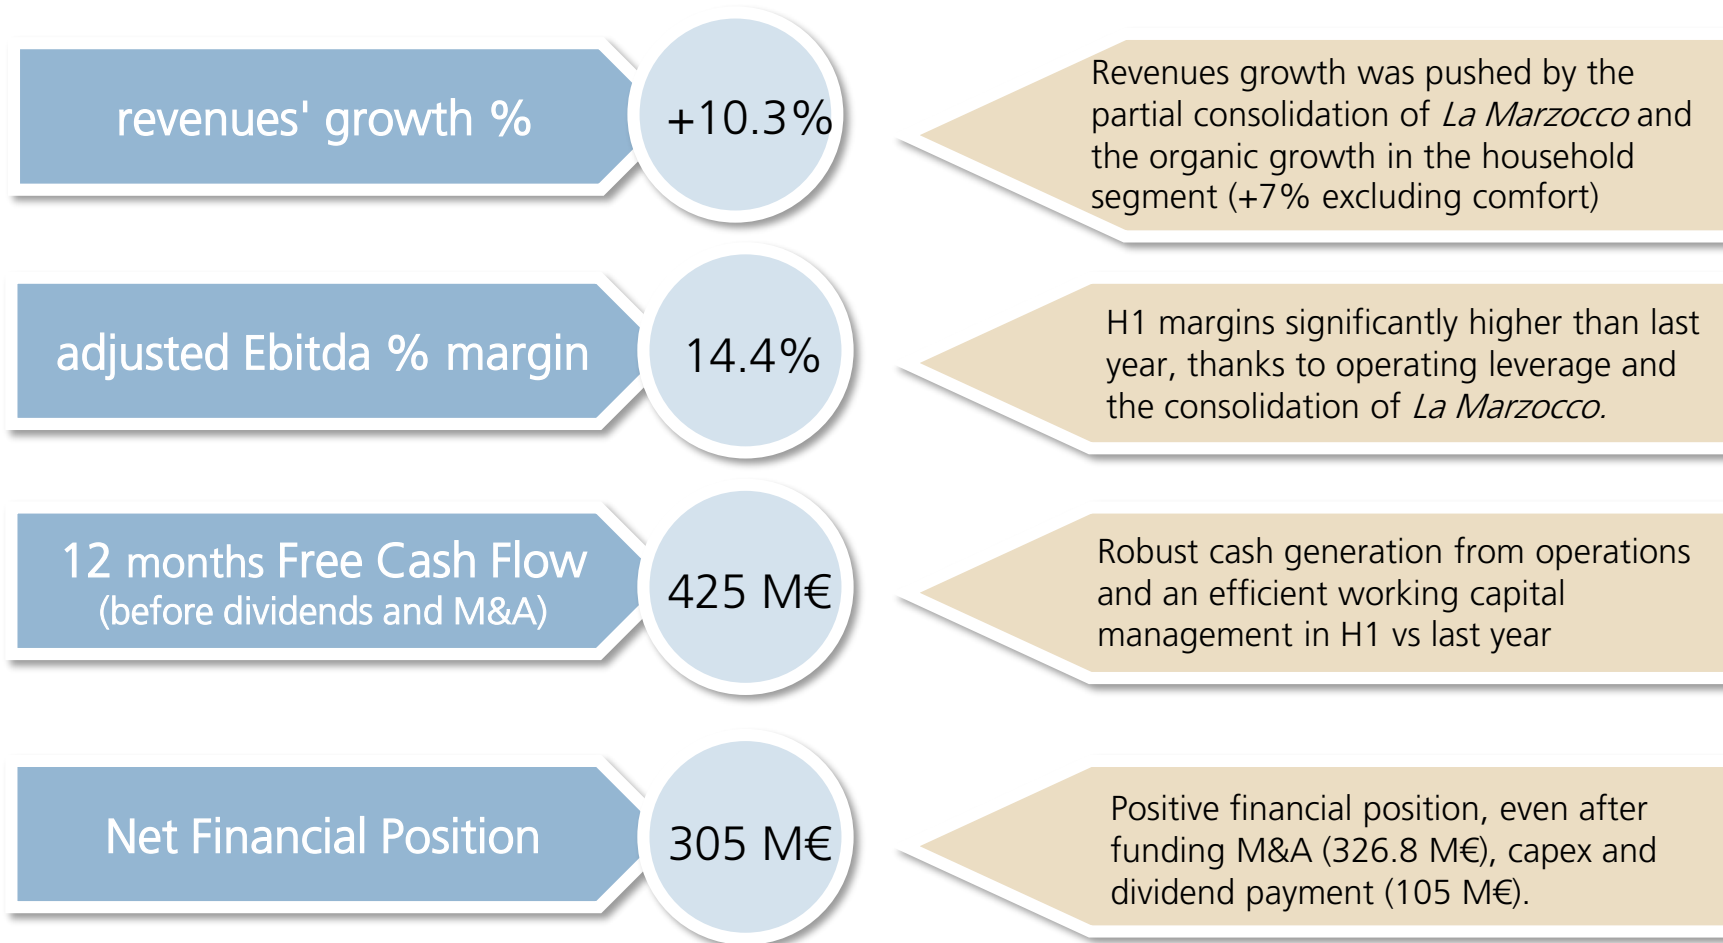 revenues' growth %
+10.3%
Revenues growth was pushed by the
partial consolidation of La Marzocco and
the organic growth in the household
segment (+7% excluding comfort)
adjusted Ebitda % margin
14.4%
H1 margins significantly higher than last
year, thanks to operating leverage and
the consolidation of La Marzocco.
12 months Free Cash Flow
(before dividends and M&A)
425 M€
Robust cash generation from operations
and an efficient working capital
management in H1 vs last year
Net Financial Position
305 M€
Positive financial position, even after
funding M&A (326.8 M€), capex and
dividend payment (105 M€).